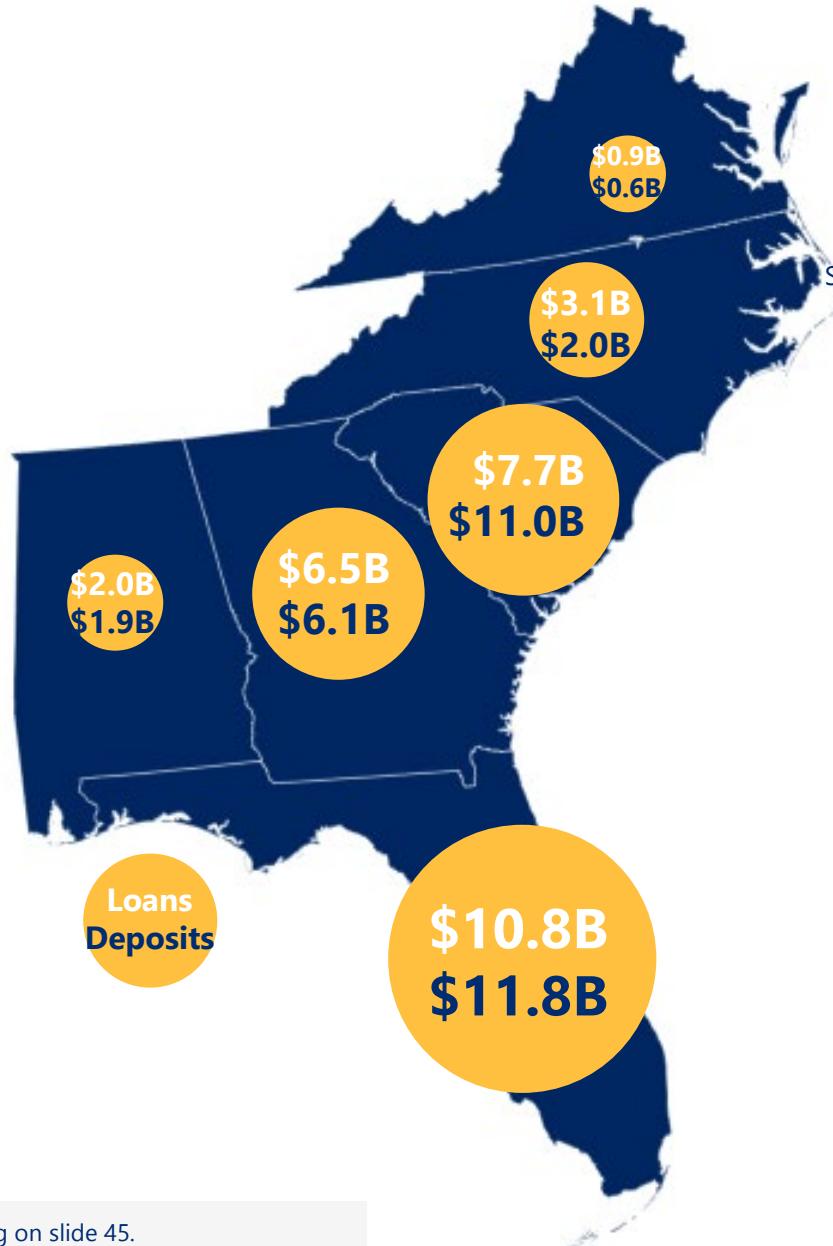 $0.9B
$0.6B
S
$3.1B
$2.0B
$7.7B
$11.0B
$6.5B
$6.1B
$2.0B
$1.9B
Loans
Deposits
$10.8B
$11.8B
g on slide 45.